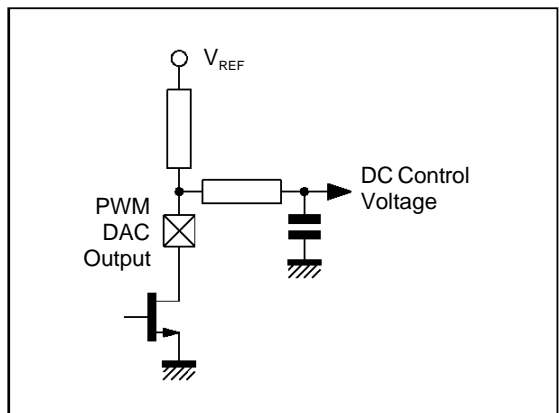 VREF
DC Control
Voltage
PWM
DAC
Output